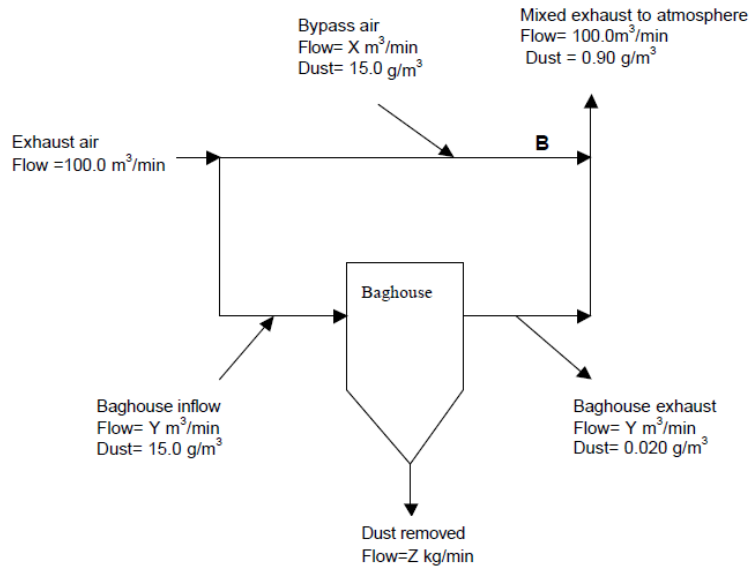 Bypass air
Flow= X m³/min
Dust= 15.0 g/m³
Mixed exhaust to atmosphere
Flow= 100.0m³/min
Dust = 0.90 g/m³
Exhaust air
Flow =100.0 m³/min
B
Baghouse
Baghouse inflow
Flow= Y m³/min
Dust= 15.0 g/m³
Baghouse exhaust
Flow= Y m³/min
Dust= 0.020 g/m³
Dust removed
Flow=Z kg/min